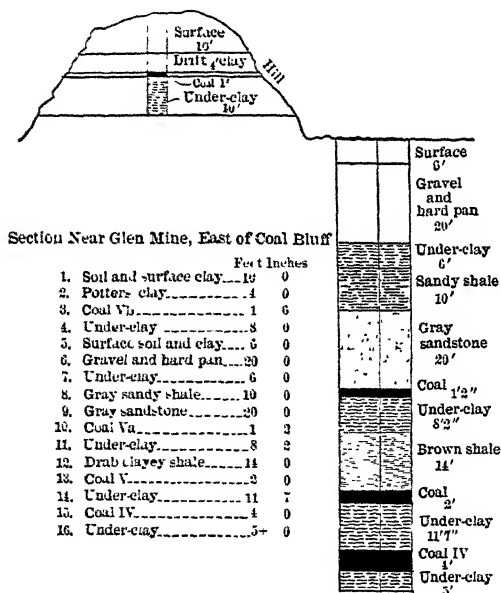 Surface
10'
Drift 4' clay
Coal 1'
Under-clay
10'
Hill
Surface
6'
Gravel
and
hard pan
20'
Under-clay
6'
Sandy shale
10'
Gray
sandstone
20'
Coal 1'2"
Under-clay
8'2"
Brown shale
14'
Coal
2'
Under-clay
11'7"
Coal IV
4'
Under-clay
5'
Section Near Glen Mine, East of Coal Bluff
Feet Inches
1. Soil and surface clay 10 0
2. Potters clay 4 0
3. Coal Vb 1 6
4. Under-clay 8 0
5. Surface soil and clay 6 0
6. Gravel and hard pan 20 0
7. Under-clay 6 0
8. Gray sandy shale 10 0
9. Gray sandstone 20 0
10. Coal Va 1 2
11. Under-clay 8 2
12. Drab clayey shale 14 0
13. Coal V 2 0
14. Under-clay 11 7
15. Coal IV 4 0
16. Under-clay 5+ 0